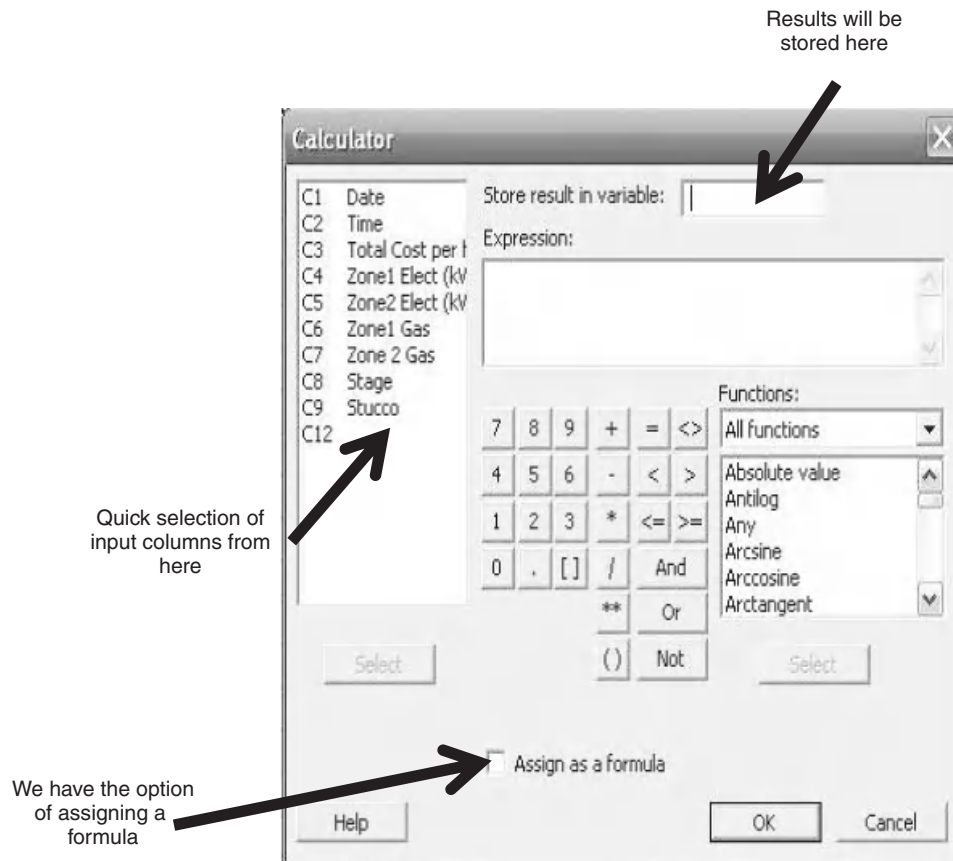 Results will be
stored here
Calculator
C1 Date
C2 Time
C3 Total Cost per h
C4 Zone1 Elect (kW
C5 Zone2 Elect (kW
C6 Zone1 Gas
C7 Zone 2 Gas
C8 Stage
C9 Stucco
C12
Store result in variable:
Expression:
Functions:
All functions
7 8 9 + = <>
4 5 6 - < >
1 2 3 * <= >=
0 . [ ] / And
** Or
( ) Not
Absolute value
Antilog
Any
Arcsine
Arccosine
Arctangent
Quick selection of
input columns from
here
Select
Select
Assign as a formula
We have the option
of assigning a
formula
Help
OK
Cancel